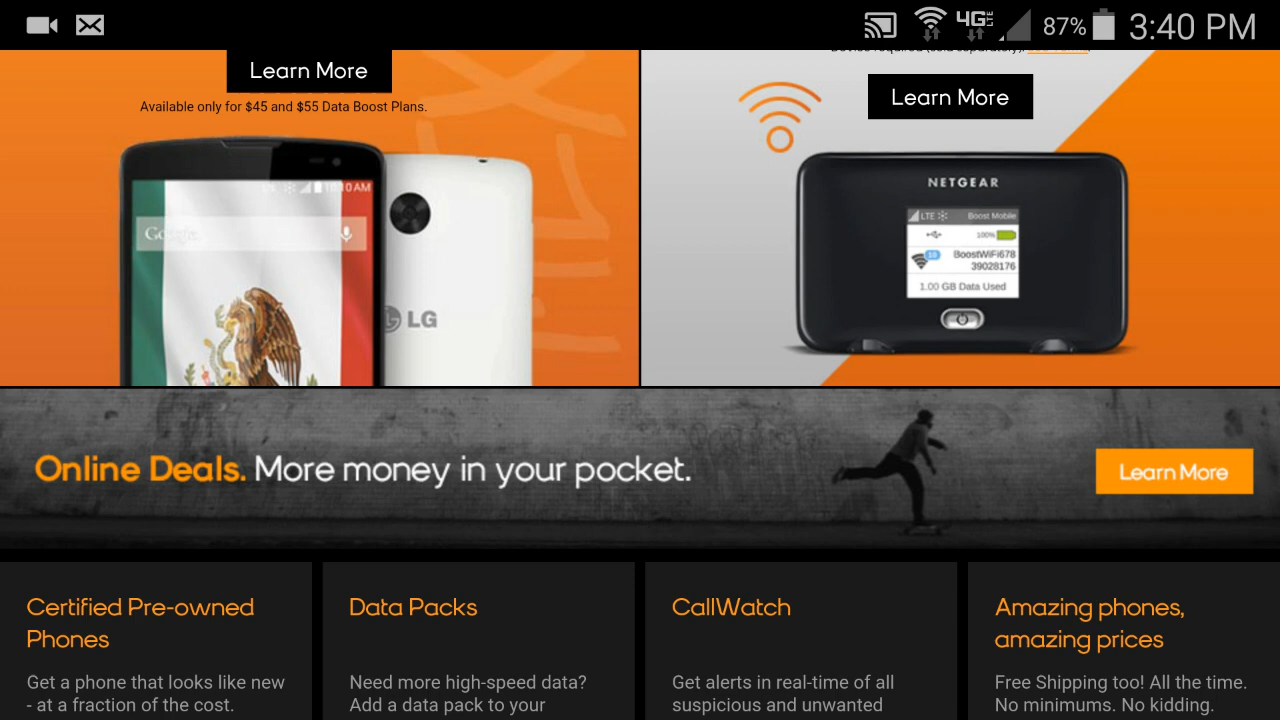 4G LTE 87% 3:40 PM
Learn More
Available only for $45 and $55 Data Boost Plans.
10:10 AM
Google
LG
Learn More
NETGEAR
LTE Boost Mobile
100%
10 BoostWiFi678
39028176
1.00 GB Data Used
Online Deals. More money in your pocket.
Learn More
Certified Pre-owned
Phones
Get a phone that looks like new
- at a fraction of the cost.
Data Packs
Need more high-speed data?
Add a data pack to your
CallWatch
Get alerts in real-time of all
suspicious and unwanted
Amazing phones,
amazing prices
Free Shipping too! All the time.
No minimums. No kidding.